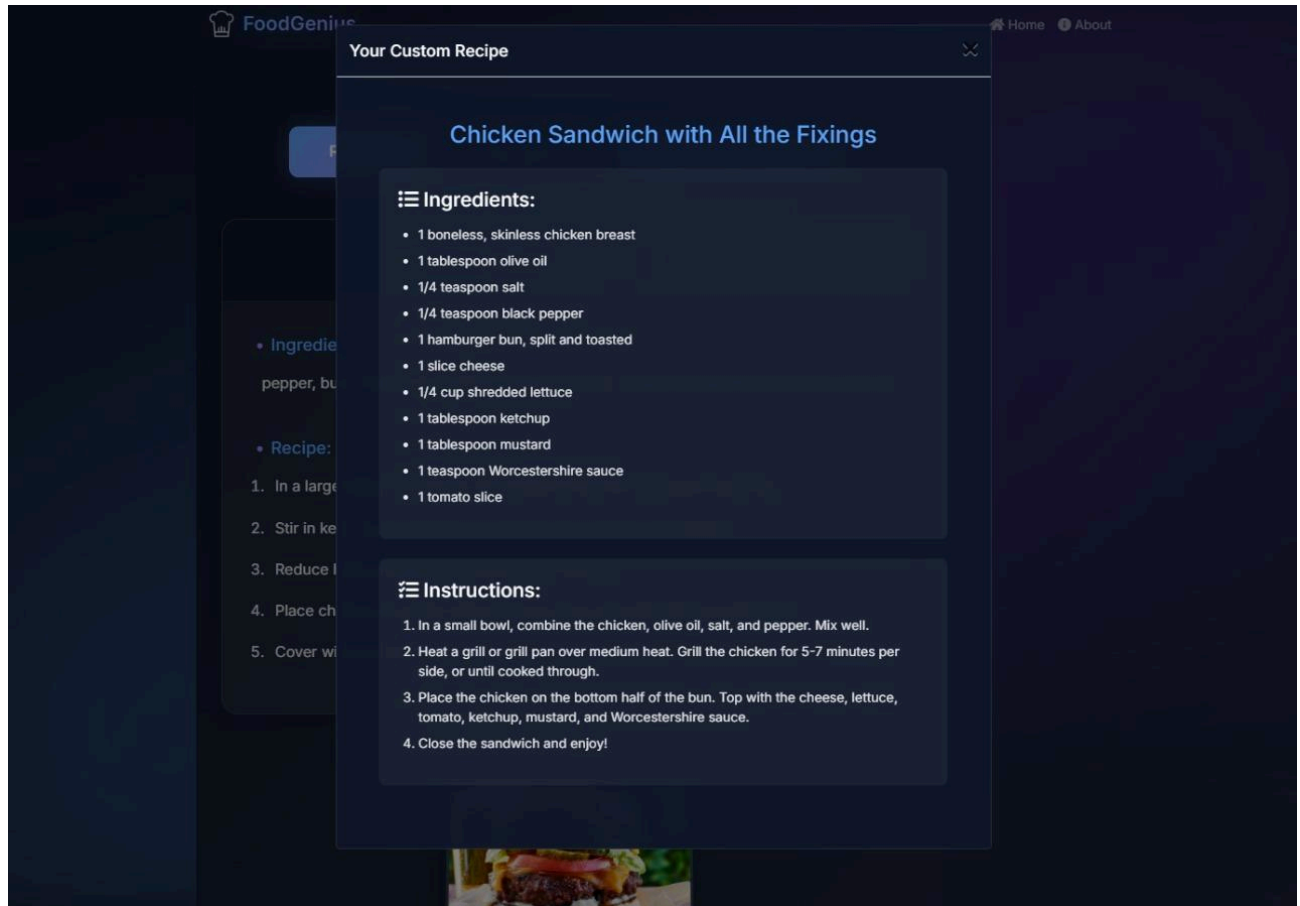 FoodGenius
Home About
Your Custom Recipe
Chicken Sandwich with All the Fixings
Ingredients:
• 1 boneless, skinless chicken breast
• 1 tablespoon olive oil
• 1/4 teaspoon salt
• 1/4 teaspoon black pepper
• 1 hamburger bun, split and toasted
• 1 slice cheese
• 1/4 cup shredded lettuce
• 1 tablespoon ketchup
• 1 tablespoon mustard
• 1 teaspoon Worcestershire sauce
• 1 tomato slice
Instructions:
1. In a small bowl, combine the chicken, olive oil, salt, and pepper. Mix well.
2. Heat a grill or grill pan over medium heat. Grill the chicken for 5-7 minutes per
side, or until cooked through.
3. Place the chicken on the bottom half of the bun. Top with the cheese, lettuce,
tomato, ketchup, mustard, and Worcestershire sauce.
4. Close the sandwich and enjoy!
• Ingredie
pepper, bu
• Recipe:
1. In a large
2. Stir in ke
3. Reduce
4. Place ch
5. Cover wi